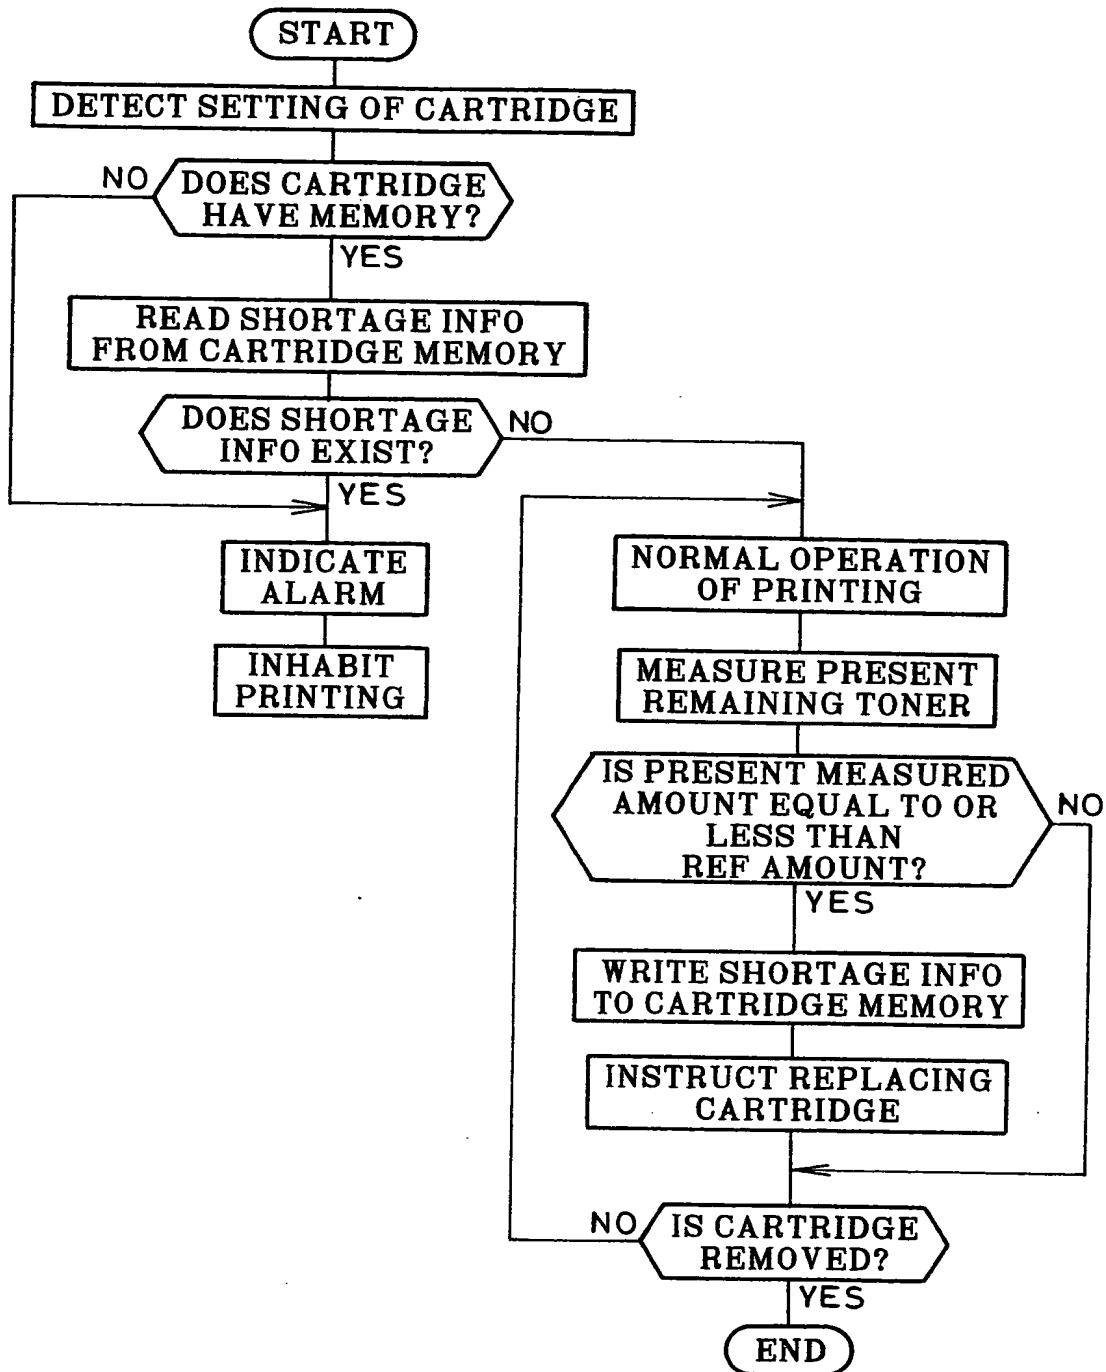 START
DETECT SETTING OF CARTRIDGE
NO
DOES CARTRIDGE
HAVE MEMORY?
YES
READ SHORTAGE INFO
FROM CARTRIDGE MEMORY
DOES SHORTAGE
INFO EXIST?
NO
YES
INDICATE
ALARM
INHABIT
PRINTING
NORMAL OPERATION
OF PRINTING
MEASURE PRESENT
REMAINING TONER
IS PRESENT MEASURED
AMOUNT EQUAL TO OR
LESS THAN
REF AMOUNT?
NO
YES
WRITE SHORTAGE INFO
TO CARTRIDGE MEMORY
INSTRUCT REPLACING
CARTRIDGE
NO
IS CARTRIDGE
REMOVED?
YES
END